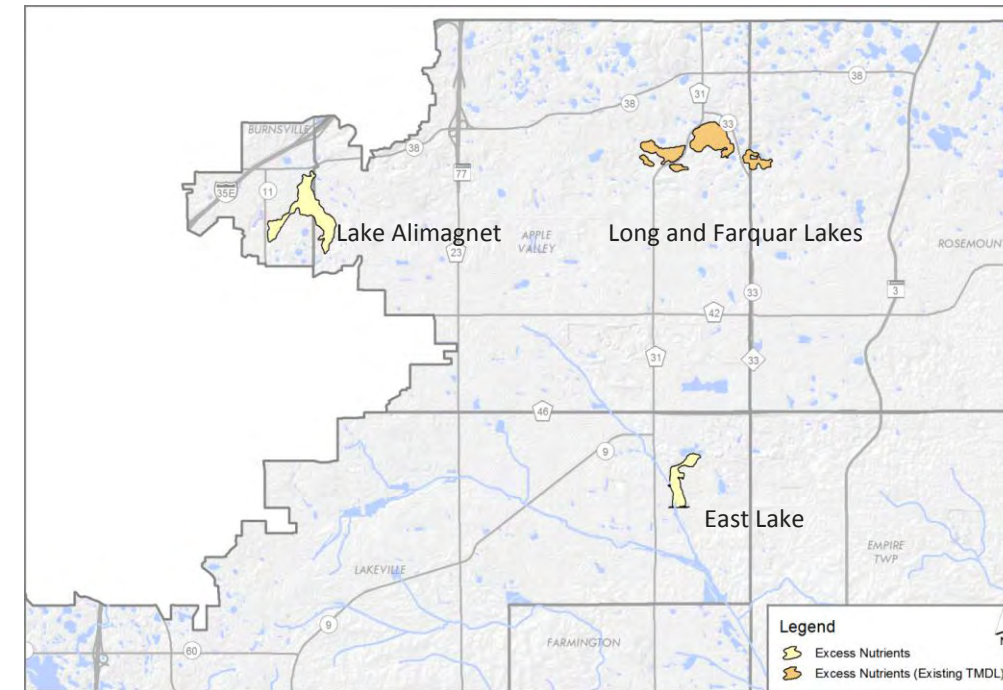 38
31
38
33
38
BURNSVILLE
38
77
35E
11
Lake Alimagnet
APPLE
VALLEY
Long and Farquar Lakes
ROSEMOUN
23
33
3
42
31
33
46
9
East Lake
EMPIRE
TWP
LAKEVILLE
9
FARMINGTON
60
Legend
Excess Nutrients
Excess Nutrients (Existing TMDL)